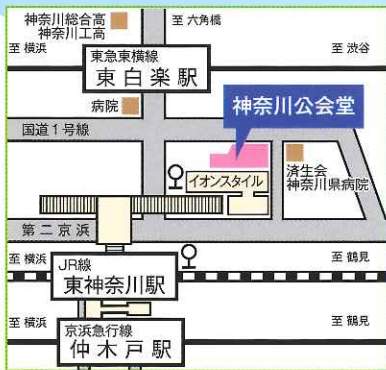 神奈川総合高
神奈川工高
至 六角橋
至 横浜
至 渋谷
東急東横線
東白楽駅
病院
神奈川公会堂
国道1号線
イオンスタイル
済生会
神奈川県病院
第二京浜
至 横浜
至 鶴見
JR線
東神奈川駅
至 横浜
至 鶴見
京浜急行線
仲木戸駅